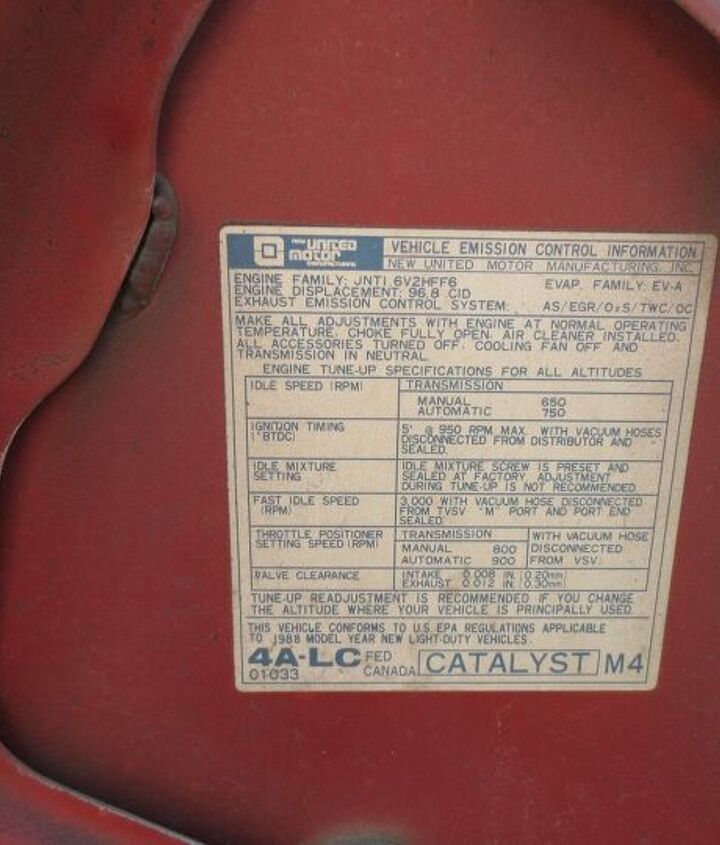 NEW UNITED
MOTOR
MANUFACTURING
VEHICLE EMISSION CONTROL INFORMATION
NEW UNITED MOTOR MANUFACTURING, INC.
ENGINE FAMILY: JNT1.6V2HFF6 EVAP. FAMILY: EV-A
ENGINE DISPLACEMENT: 96.8 CID
EXHAUST EMISSION CONTROL SYSTEM: AS/EGR/O2S/TWC/OC
MAKE ALL ADJUSTMENTS WITH ENGINE AT NORMAL OPERATING
TEMPERATURE, CHOKE FULLY OPEN, AIR CLEANER INSTALLED,
ALL ACCESSORIES TURNED OFF, COOLING FAN OFF AND
TRANSMISSION IN NEUTRAL.
ENGINE TUNE-UP SPECIFICATIONS FOR ALL ALTITUDES
IDLE SPEED (RPM) TRANSMISSION
MANUAL 650
AUTOMATIC 750
IGNITION TIMING 5° @ 950 RPM MAX. WITH VACUUM HOSES
(°BTDC) DISCONNECTED FROM DISTRIBUTOR AND
SEALED.
IDLE MIXTURE IDLE MIXTURE SCREW IS PRESET AND
SETTING SEALED AT FACTORY. ADJUSTMENT
DURING TUNE-UP IS NOT RECOMMENDED.
FAST IDLE SPEED 3,000 WITH VACUUM HOSE DISCONNECTED
(RPM) FROM TVSV "M" PORT AND PORT END
SEALED
THROTTLE POSITIONER TRANSMISSION WITH VACUUM HOSE
SETTING SPEED (RPM) MANUAL 800 DISCONNECTED
AUTOMATIC 900 FROM VSV.
VALVE CLEARANCE INTAKE 0.008 IN. (0.20mm)
EXHAUST 0.012 IN. (0.30mm)
TUNE-UP READJUSTMENT IS RECOMMENDED IF YOU CHANGE
THE ALTITUDE WHERE YOUR VEHICLE IS PRINCIPALLY USED.
THIS VEHICLE CONFORMS TO U.S. EPA REGULATIONS APPLICABLE
TO 1988 MODEL YEAR NEW LIGHT-DUTY VEHICLES.
4A-LC FED CATALYST M4
01033 CANADA